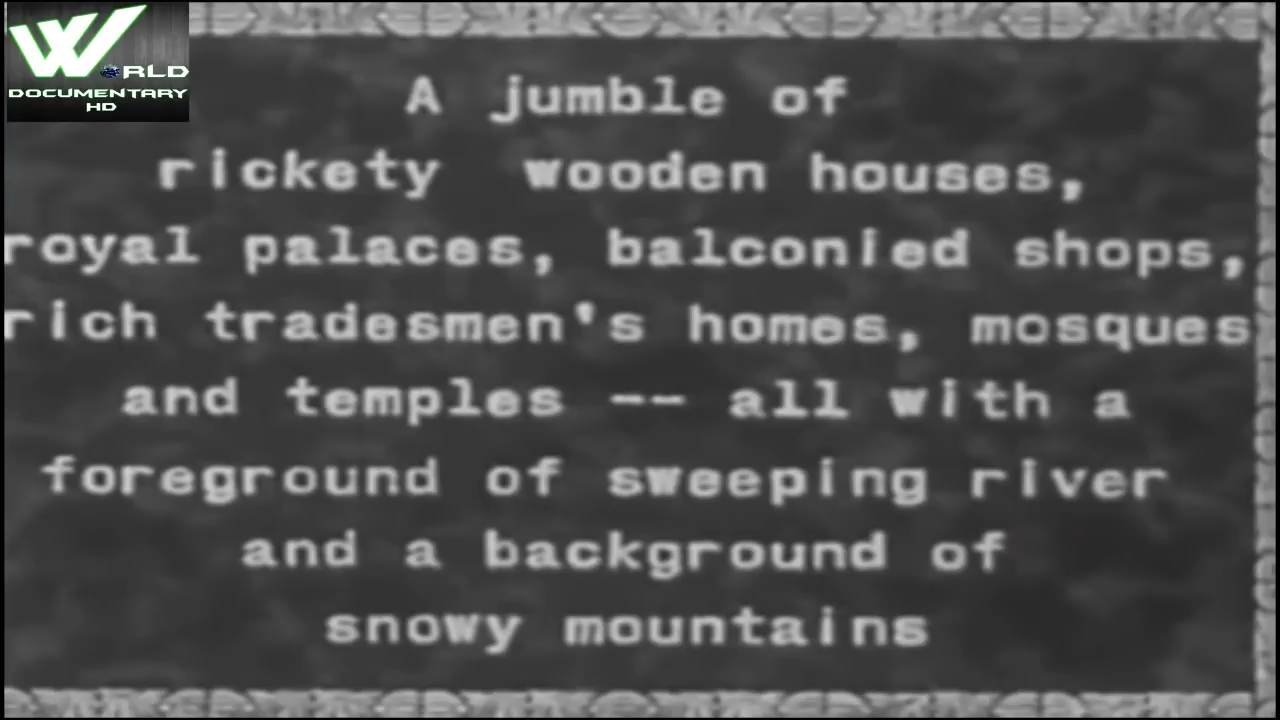 WORLD
DOCUMENTARY
HD
A jumble of
rickety wooden houses,
royal palaces, balconied shops,
rich tradesmen's homes, mosques
and temples -- all with a
foreground of sweeping river
and a background of
snowy mountains